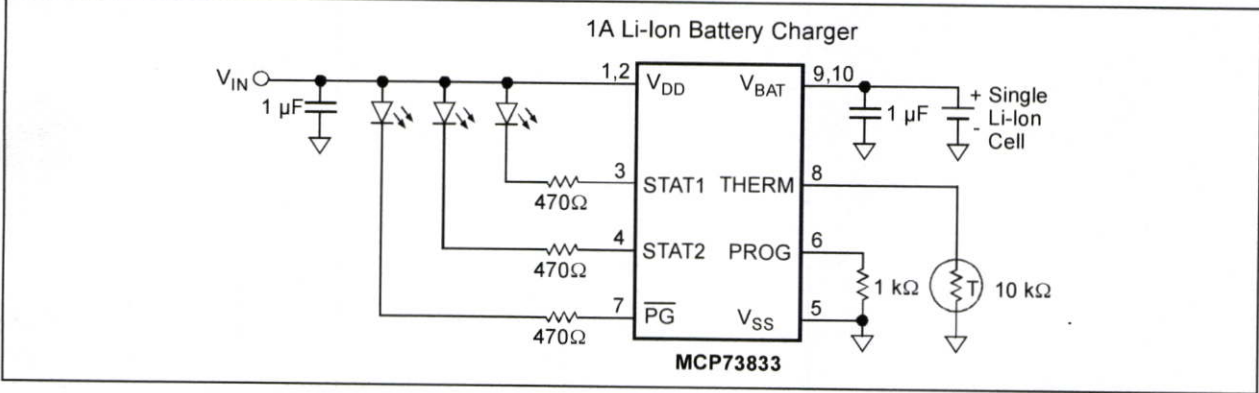 1A Li-Ion Battery Charger
VIN
1 µF
1,2
VDD
VBAT
9,10
1 µF
+ Single
Li-Ion
- Cell
3
STAT1
THERM
8
470Ω
4
STAT2
PROG
6
470Ω
1 kΩ
T
10 kΩ
7
PG
VSS
5
470Ω
MCP73833